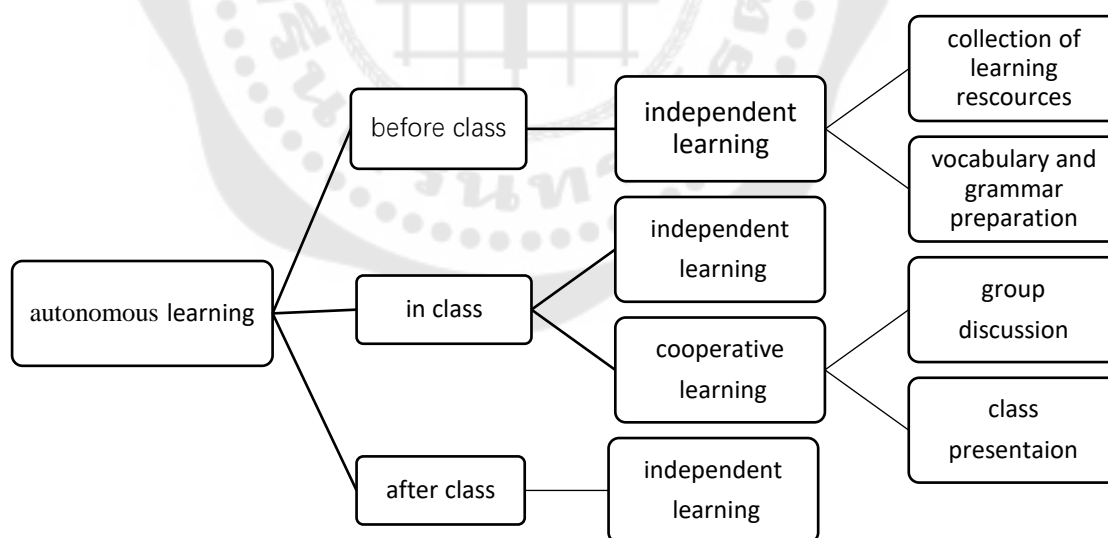 autonomous learning
before class
independent
learning
collection of
learning
rescources
vocabulary and
grammar
preparation
in class
independent
learning
cooperative
learning
group
discussion
class
presentaion
after class
independent
learning